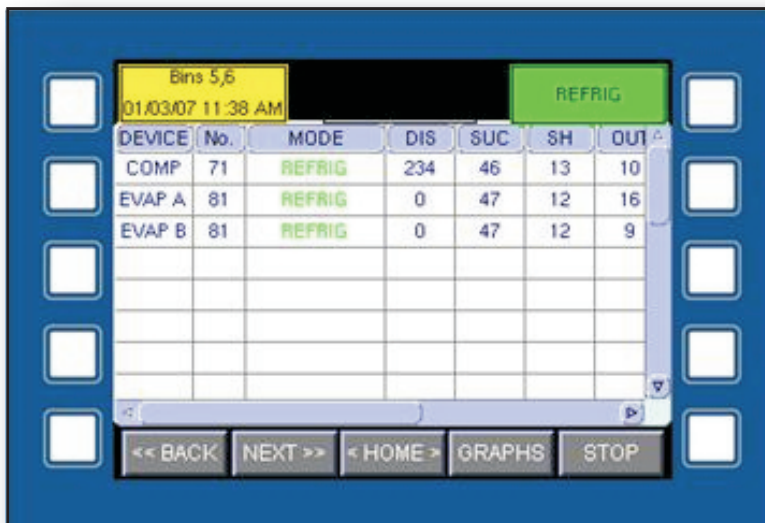 Bins 5,6
01/03/07 11:38 AM
REFRIG
DEVICE No. MODE DIS SUC SH OUT
COMP 71 REFRIG 234 46 13 10
EVAP A 81 REFRIG 0 47 12 16
EVAP B 81 REFRIG 0 47 12 9
<< BACK NEXT >> < HOME > GRAPHS STOP